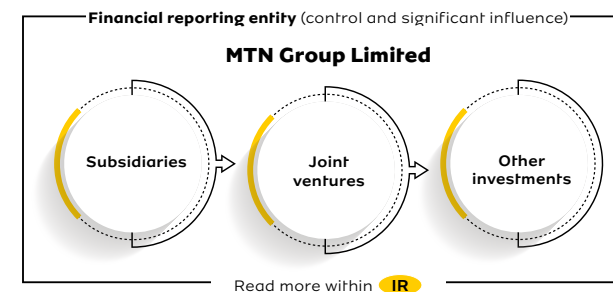 Financial reporting entity (control and significant influence)
MTN Group Limited
Subsidiaries
Joint
ventures
Other
investments
Read more within IR